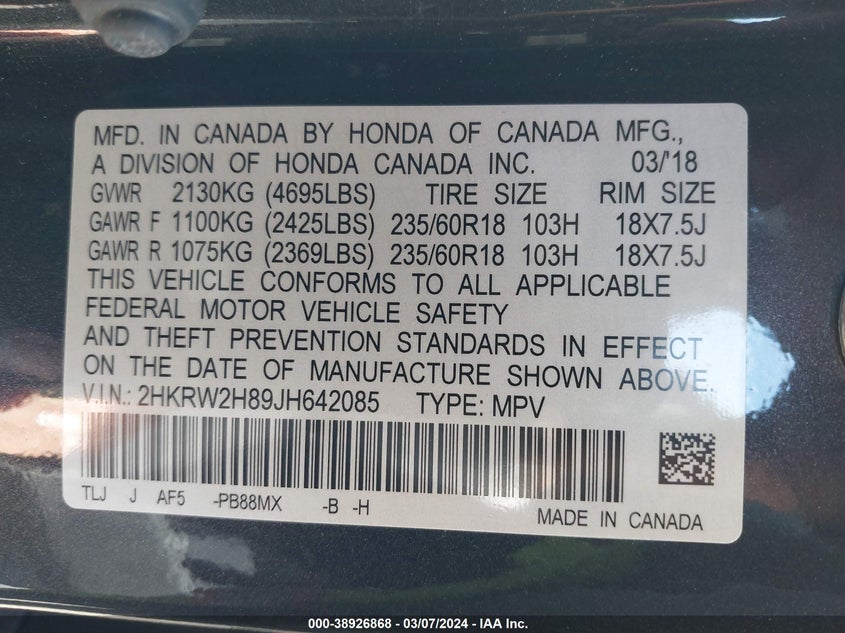 MFD. IN CANADA BY HONDA OF CANADA MFG.,
A DIVISION OF HONDA CANADA INC. 03/'18
GVWR 2130KG (4695LBS) TIRE SIZE RIM SIZE
GAWR F 1100KG (2425LBS) 235/60R18 103H 18X7.5J
GAWR R 1075KG (2369LBS) 235/60R18 103H 18X7.5J
THIS VEHICLE CONFORMS TO ALL APPLICABLE
FEDERAL MOTOR VEHICLE SAFETY
AND THEFT PREVENTION STANDARDS IN EFFECT
ON THE DATE OF MANUFACTURE SHOWN ABOVE.
V.I.N.: 2HKRW2H89JH642085 TYPE: MPV
TLJ J AF5 -PB88MX -B -H
MADE IN CANADA
000-38926868 - 03/07/2024 - IAA Inc.